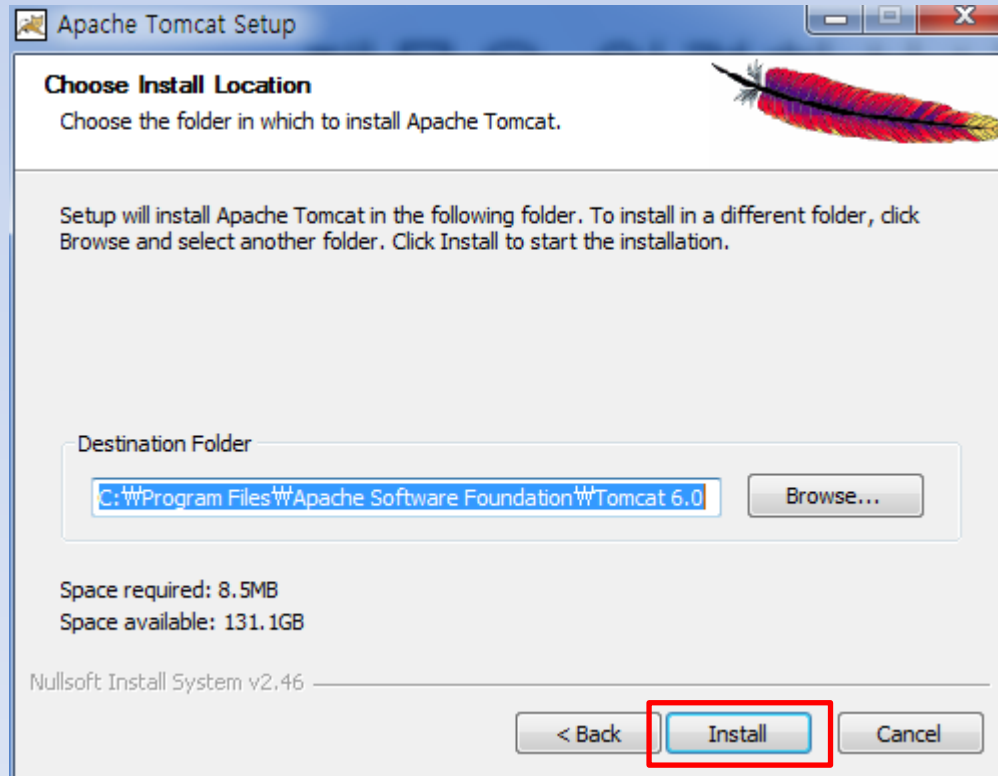 Apache Tomcat Setup
Choose Install Location
Choose the folder in which to install Apache Tomcat.
Setup will install Apache Tomcat in the following folder. To install in a different folder, click
Browse and select another folder. Click Install to start the installation.
Destination Folder
C:₩Program Files₩Apache Software Foundation₩Tomcat 6.0
Browse...
Space required: 8.5MB
Space available: 131.1GB
Nullsoft Install System v2.46
< Back
Install
Cancel